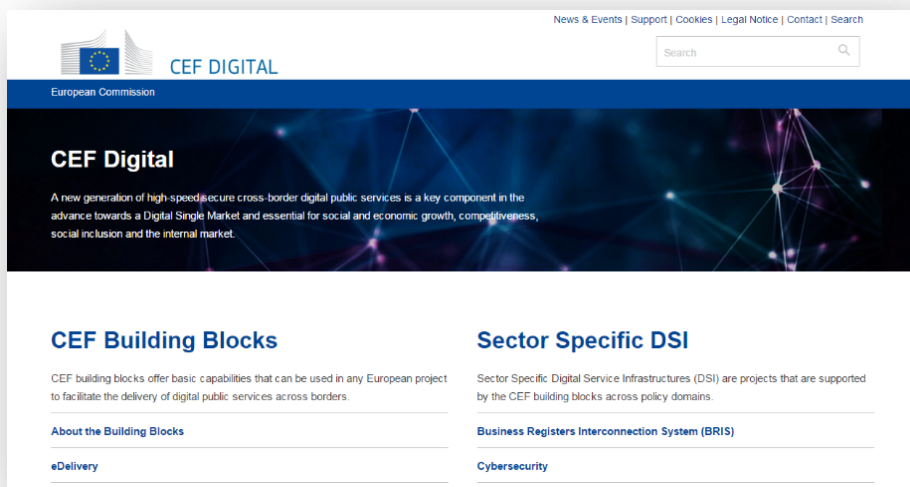 News & Events | Support | Cookies | Legal Notice | Contact | Search
Search
CEF DIGITAL
European Commission
CEF Digital
A new generation of high-speed secure cross-border digital public services is a key component in the
advance towards a Digital Single Market and essential for social and economic growth, competitiveness,
social inclusion and the internal market.
CEF Building Blocks
CEF building blocks offer basic capabilities that can be used in any European project
to facilitate the delivery of digital public services across borders.
About the Building Blocks
eDelivery
Sector Specific DSI
Sector Specific Digital Service Infrastructures (DSI) are projects that are supported
by the CEF building blocks across policy domains.
Business Registers Interconnection System (BRIS)
Cybersecurity